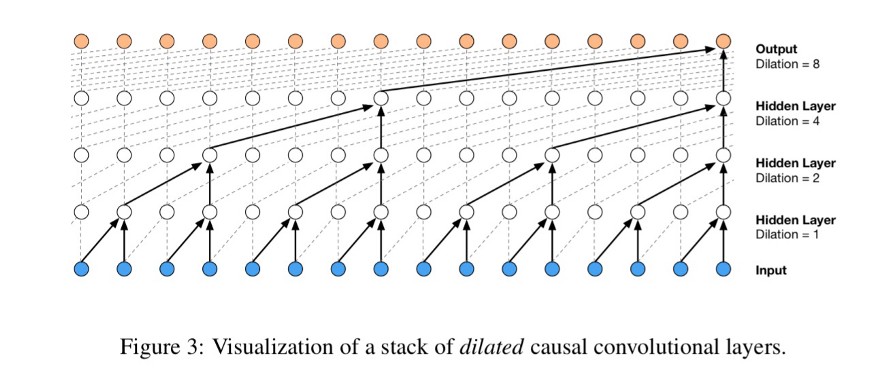 Output
Dilation = 8
Hidden Layer
Dilation = 4
Hidden Layer
Dilation = 2
Hidden Layer
Dilation = 1
Input
Figure 3: Visualization of a stack of dilated causal convolutional layers.